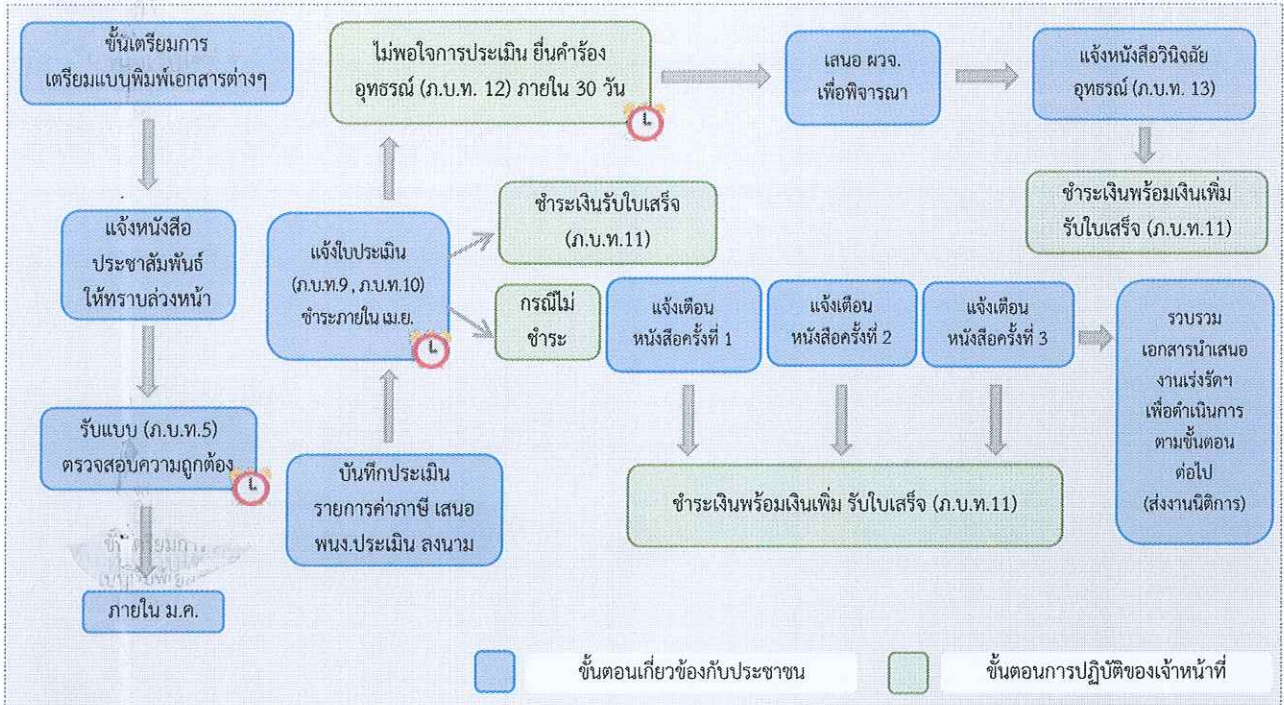 ขั้นเตรียมการ
เตรียมแบบพิมพ์เอกสารต่างๆ
ไม่พอใจการประเมิน ยื่นคำร้อง
อุทธรณ์ (ภ.บ.ท. 12) ภายใน 30 วัน
เสนอ ผวจ.
เพื่อพิจารณา
แจ้งหนังสือวินิจฉัย
อุทธรณ์ (ภ.บ.ท. 13)
ชำระเงินพร้อมเงินเพิ่ม
รับใบเสร็จ (ภ.บ.ท.11)
แจ้งหนังสือ
ประชาสัมพันธ์
ให้ทราบล่วงหน้า
แจ้งใบประเมิน
(ภ.บ.ท.9 , ภ.บ.ท.10)
ชำระภายใน เม.ย.
ชำระเงินรับใบเสร็จ
(ภ.บ.ท.11)
กรณีไม่
ชำระ
แจ้งเตือน
หนังสือครั้งที่ 1
แจ้งเตือน
หนังสือครั้งที่ 2
แจ้งเตือน
หนังสือครั้งที่ 3
รวบรวม
เอกสารนำเสนอ
งานเร่งรัดฯ
เพื่อดำเนินการ
ตามขั้นตอน
ต่อไป
(ส่งงานนิติการ)
รับแบบ (ภ.บ.ท.5)
ตรวจสอบความถูกต้อง
บันทึกประเมิน
รายการค่าภาษี เสนอ
พนง.ประเมิน ลงนาม
ชำระเงินพร้อมเงินเพิ่ม รับใบเสร็จ (ภ.บ.ท.11)
ภายใน ม.ค.
ขั้นตอนเกี่ยวข้องกับประชาชน
ขั้นตอนการปฏิบัติของเจ้าหน้าที่